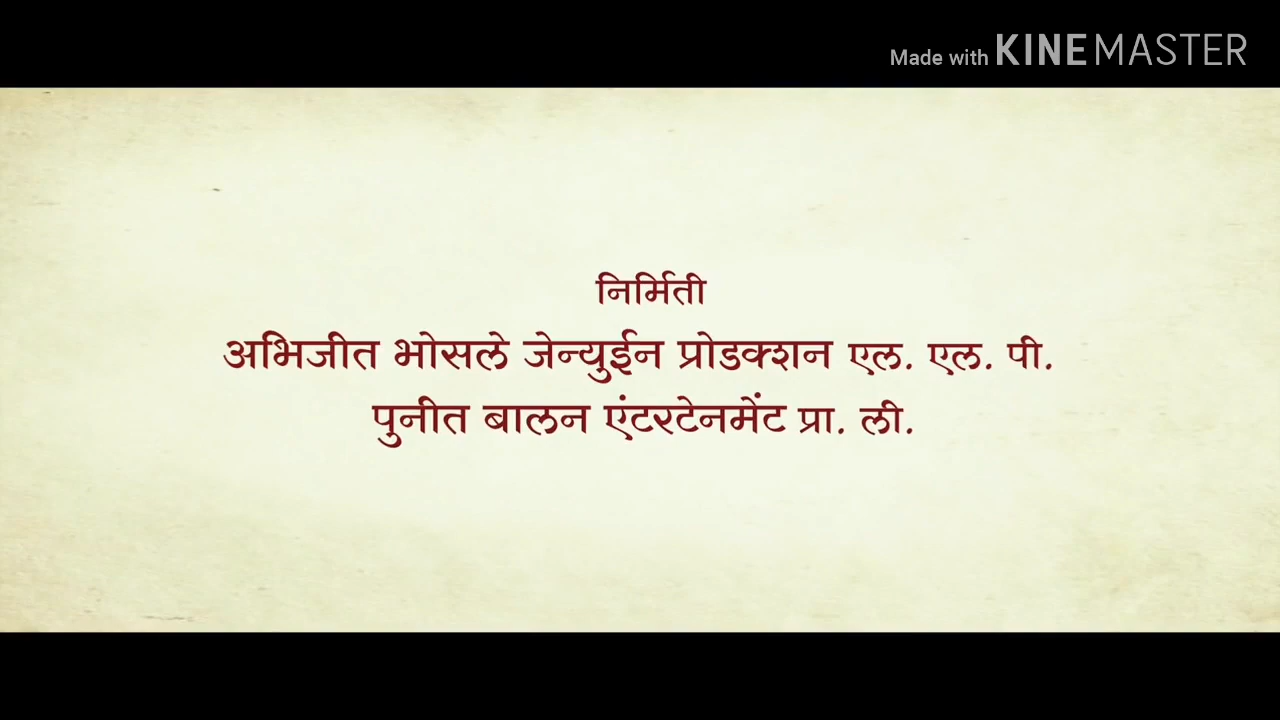 Made with KINEMASTER
निर्मिती
अभिजीत भोसले जेन्युईन प्रोडक्शन एल. एल. पी.
पुनीत बालन एंटरटेनमेंट प्रा. ली.